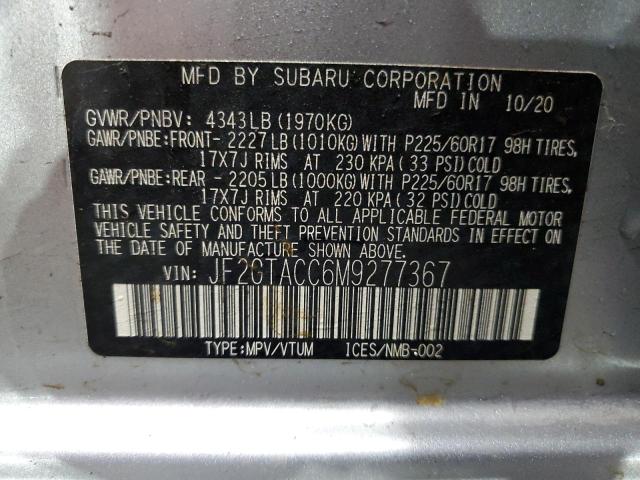 MFD BY SUBARU CORPORATION
MFD IN 10/20
GVWR/PNBV: 4343LB (1970KG)
GAWR/PNBE:FRONT- 2227LB(1010KG)WITH P225/60R17 98H TIRES,
17X7J RIMS AT 230 KPA( 33 PSI)COLD
GAWR/PNBE:REAR - 2205LB(1000KG)WITH P225/60R17 98H TIRES,
17X7J RIMS AT 220 KPA( 32 PSI)COLD
THIS VEHICLE CONFORMS TO ALL APPLICABLE FEDERAL MOTOR
VEHICLE SAFETY AND THEFT PREVENTION STANDARDS IN EFFECT ON
THE DATE OF MANUFACTURE SHOWN ABOVE.
VIN: JF2GTACC6M9277367
TYPE:MPV/VTUM ICES/NMB-002